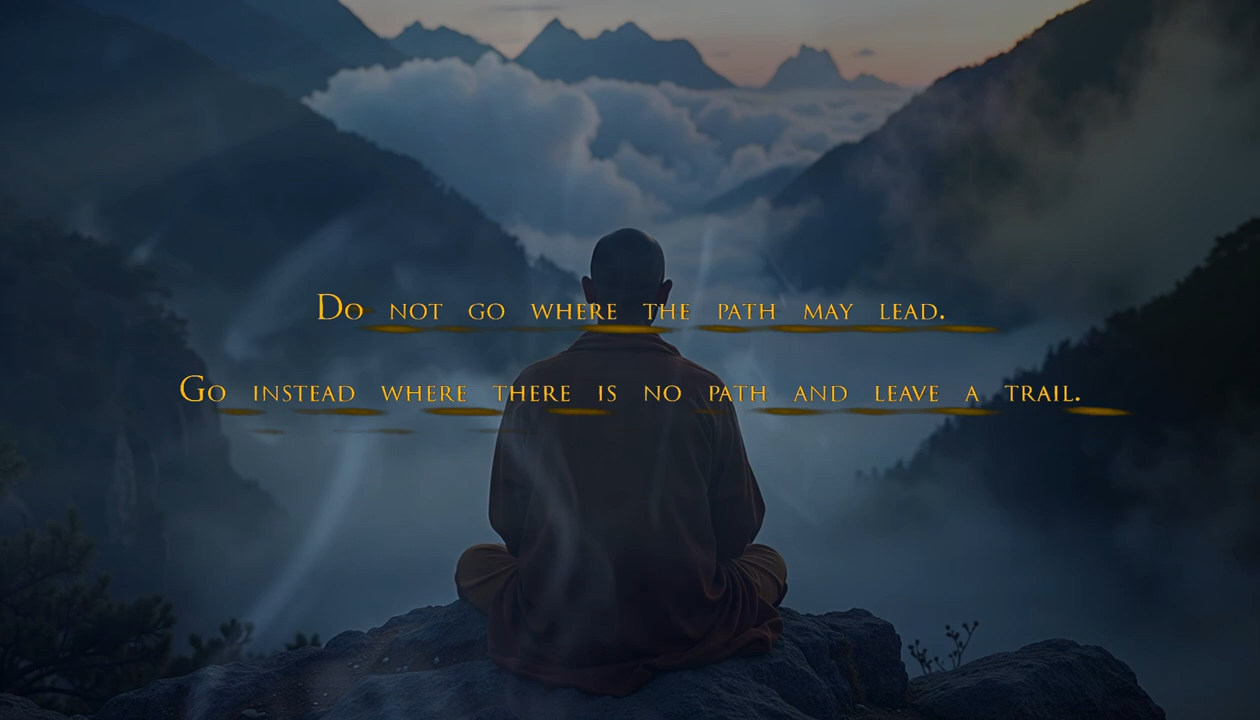 Do not go where the path may lead.
Go instead where there is no path and leave a trail.